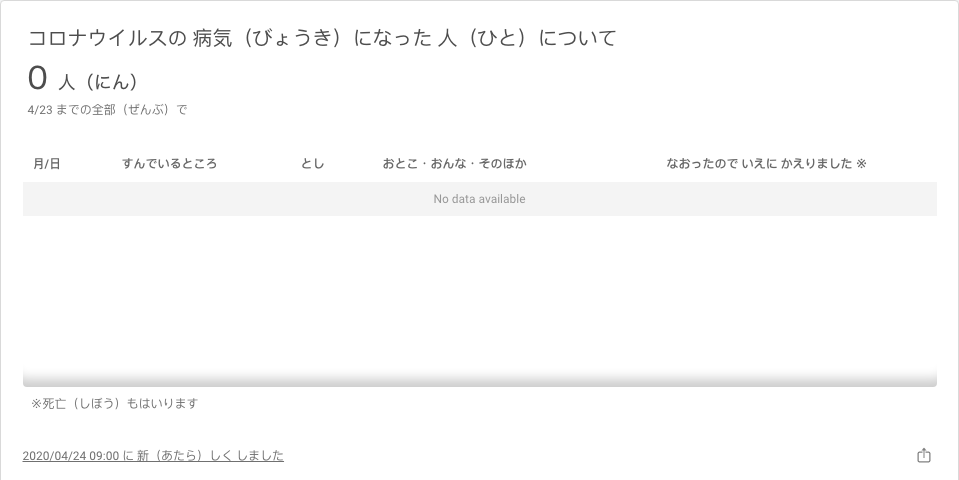 コロナウイルスの 病気（びょうき）になった 人（ひと）について
0 人（にん）
4/23 までの全部（ぜんぶ）で
月/日 すんでいるところ とし おとこ・おんな・そのほか なおったので いえに かえりました ※
No data available
※死亡（しぼう）もはいります
2020/04/24 09:00 に 新（あたら）しく しました